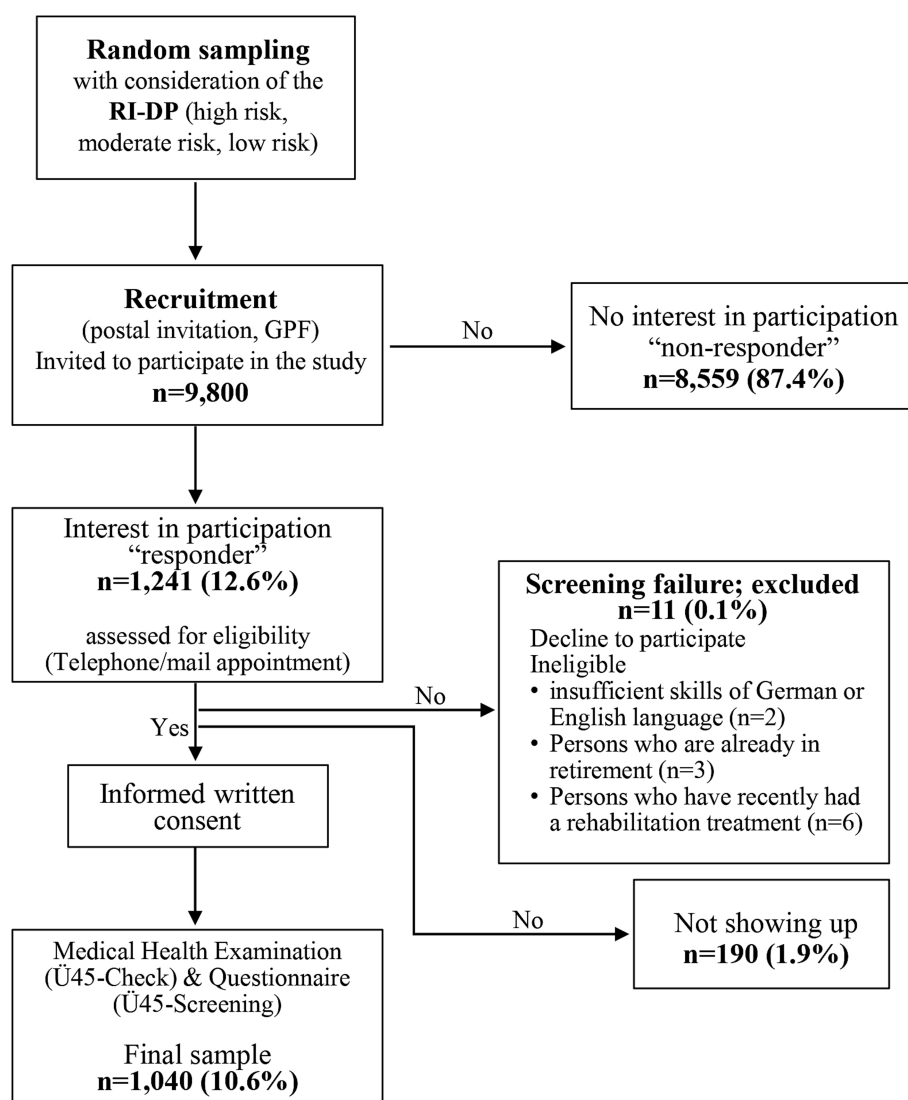 Random sampling
with consideration of the
RI-DP (high risk,
moderate risk, low risk)
Recruitment
(postal invitation, GPF)
Invited to participate in the study
n=9,800
No
No interest in participation
“non-responder”
n=8,559 (87.4%)
Interest in participation
“responder”
n=1,241 (12.6%)
assessed for eligibility
(Telephone/mail appointment)
No
Screening failure; excluded
n=11 (0.1%)
Decline to participate
Ineligible
• insufficient skills of German or
English language (n=2)
• Persons who are already in
retirement (n=3)
• Persons who have recently had
a rehabilitation treatment (n=6)
Yes
Informed written
consent
No
Not showing up
n=190 (1.9%)
Medical Health Examination
(Ü45-Check) & Questionnaire
(Ü45-Screening)
Final sample
n=1,040 (10.6%)